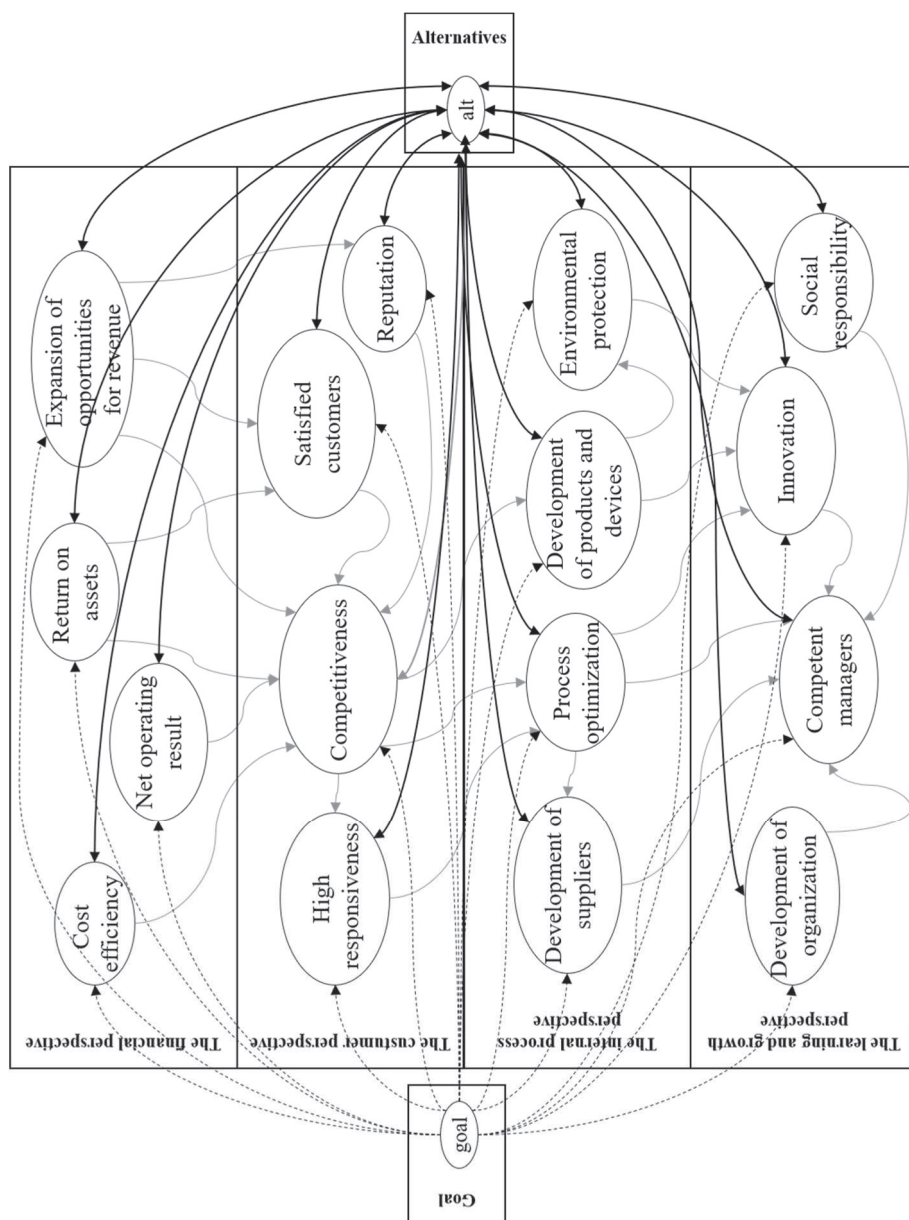 Alternatives
alt
The financial perspective
Cost
efficiency
Net operating
result
Return on
assets
Expansion of
opportunities
for revenue
The custumer perspective
High
responsiveness
Competitiveness
Satisfied
customers
Reputation
The internal process
perspective
Development of
suppliers
Process
optimization
Development
of products and
devices
Environmental
protection
The learning and growth
perspective
Development of
organization
Competent
managers
Innovation
Social
responsibility
goal
Goal